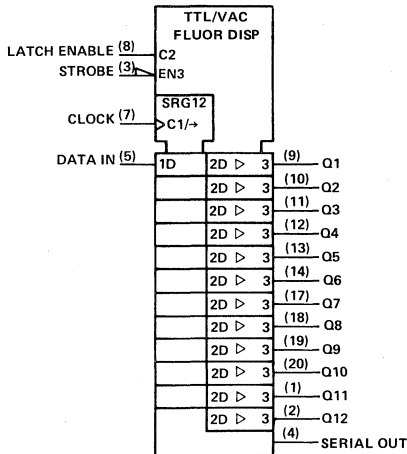 TTL/VAC
FLUOR DISP
LATCH ENABLE (8) C2
STROBE (3) EN3
SRG12
CLOCK (7) C1/→
DATA IN (5) 1D 2D ▷ 3 (9) Q1
2D ▷ 3 (10) Q2
2D ▷ 3 (11) Q3
2D ▷ 3 (12) Q4
2D ▷ 3 (13) Q5
2D ▷ 3 (14) Q6
2D ▷ 3 (17) Q7
2D ▷ 3 (18) Q8
2D ▷ 3 (19) Q9
2D ▷ 3 (20) Q10
2D ▷ 3 (1) Q11
2D ▷ 3 (2) Q12
(4) SERIAL OUT